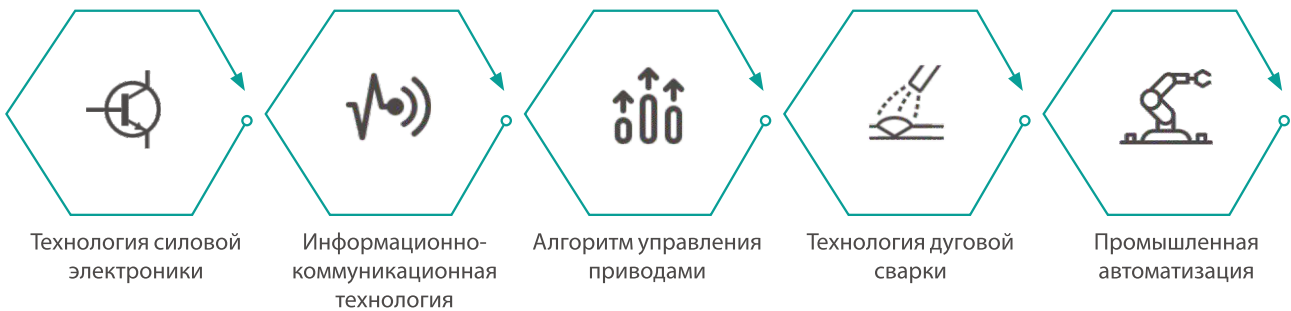 Технология силовой
электроники
Информационно-
коммуникационная
технология
Алгоритм управления
приводами
Технология дуговой
сварки
Промышленная
автоматизация